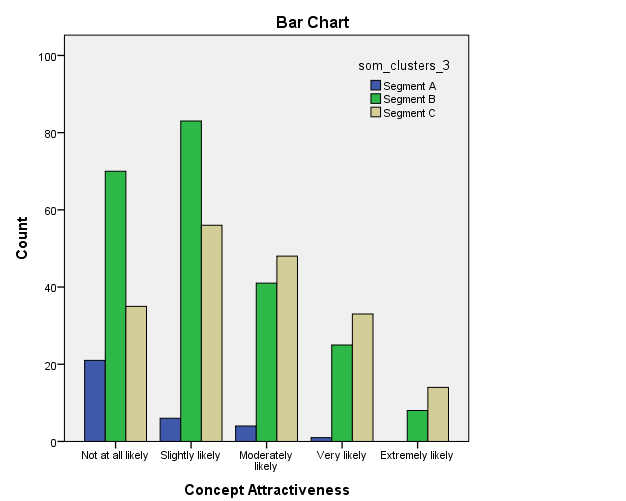 Bar Chart
som_clusters_3
Segment A
Segment B
Segment C
100
80
60
40
20
0
Count
Not at all likely
Slightly likely
Moderately
likely
Very likely
Extremely likely
Concept Attractiveness